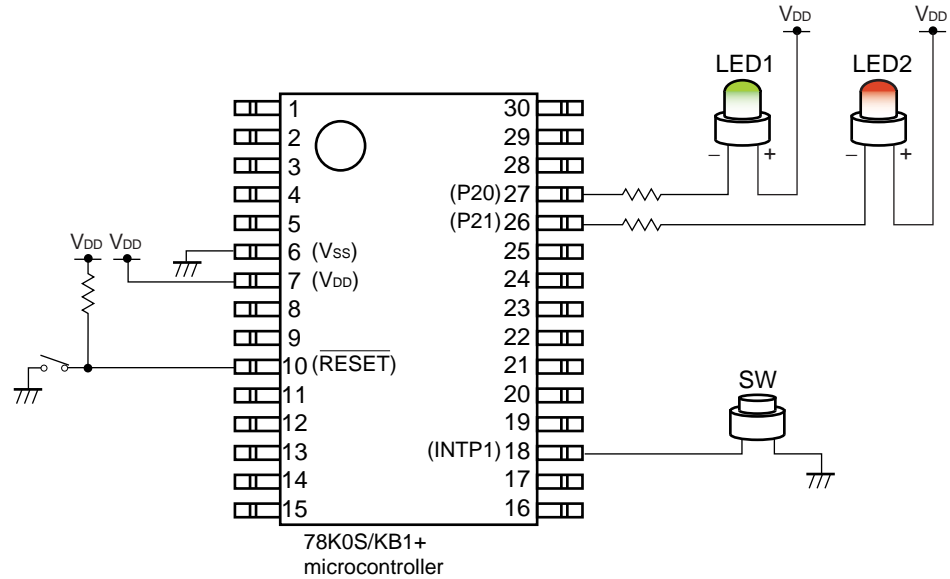 VDD
VDD
LED1
LED2
– +
– +
1
2
3
4
5
6 (VSS)
7 (VDD)
8
9
10 (RESET)
11
12
13
14
15
30
29
28
(P20) 27
(P21) 26
25
24
23
22
21
20
19
(INTP1) 18
17
16
VDD VDD
SW
78K0S/KB1+
microcontroller